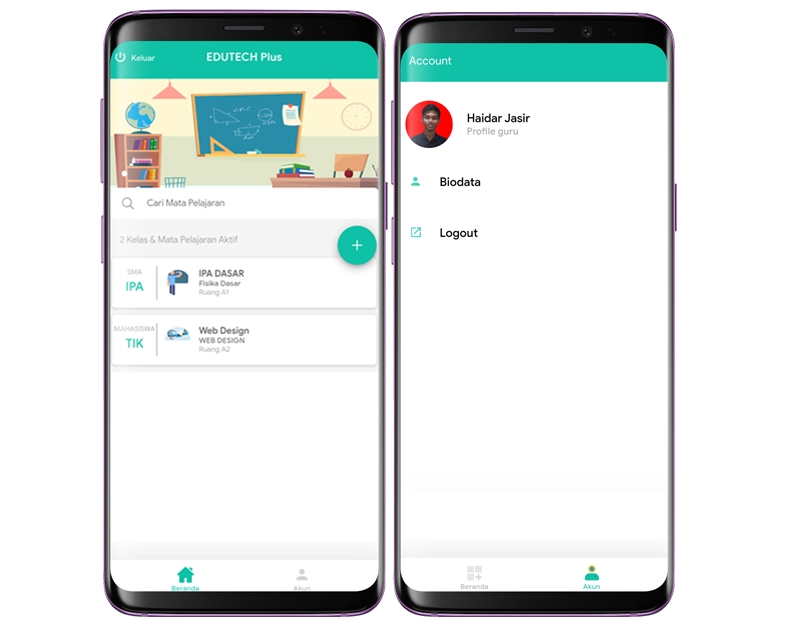 Keluar
EDUTECH Plus
Cari Mata Pelajaran
2 Kelas & Mata Pelajaran Aktif
SMA
IPA
IPA DASAR
Fisika Dasar
Ruang A1
MAHASISWA
TIK
Web Design
WEB DESIGN
Ruang A2
Beranda
Akun
Account
Haidar Jasir
Profile guru
Biodata
Logout
Beranda
Akun